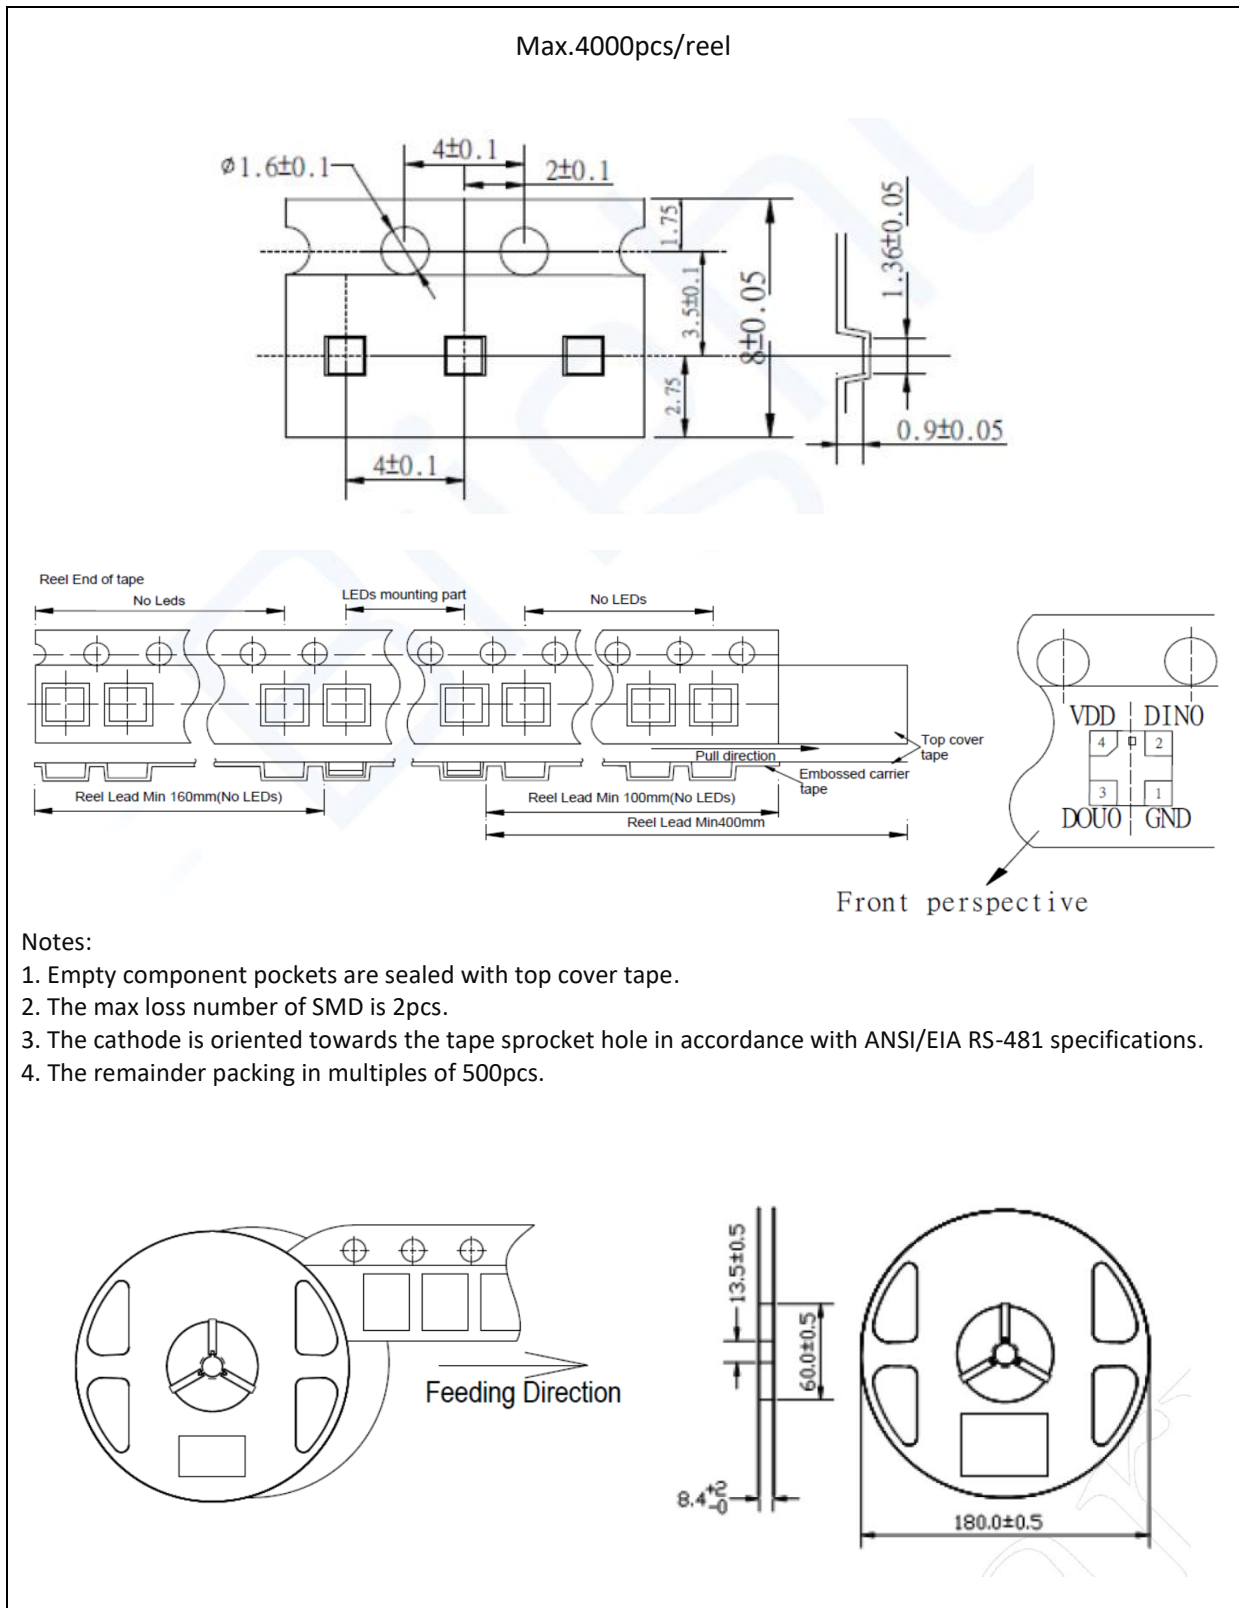 Max.4000pcs/reel
4±0.1
ø1.6±0.1
2±0.1
1.75
3.5±0.1
8±0.05
2.75
1.36±0.05
0.9±0.05
4±0.1
Reel End of tape
No Leds
LEDs mounting part
No LEDs
Pull direction
Top cover
tape
Embossed carrier
tape
Reel Lead Min 160mm(No LEDs)
Reel Lead Min 100mm(No LEDs)
Reel Lead Min400mm
VDD DINO
4 2
3 1
DOUO GND
Front perspective
Notes:
1. Empty component pockets are sealed with top cover tape.
2. The max loss number of SMD is 2pcs.
3. The cathode is oriented towards the tape sprocket hole in accordance with ANSI/EIA RS-481 specifications.
4. The remainder packing in multiples of 500pcs.
Feeding Direction
13.5±0.5
60.0±0.5
8.4+2-0
180.0±0.5